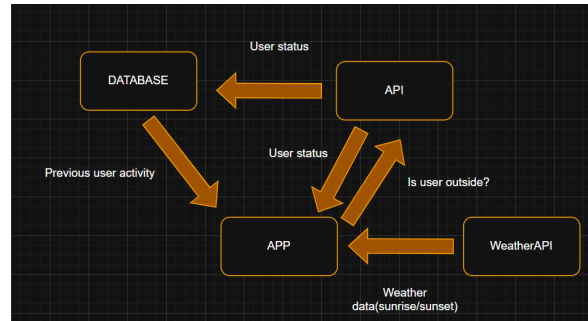 User status
DATABASE
API
User status
Previous user activity
Is user outside?
APP
WeatherAPI
Weather
data(sunrise/sunset)